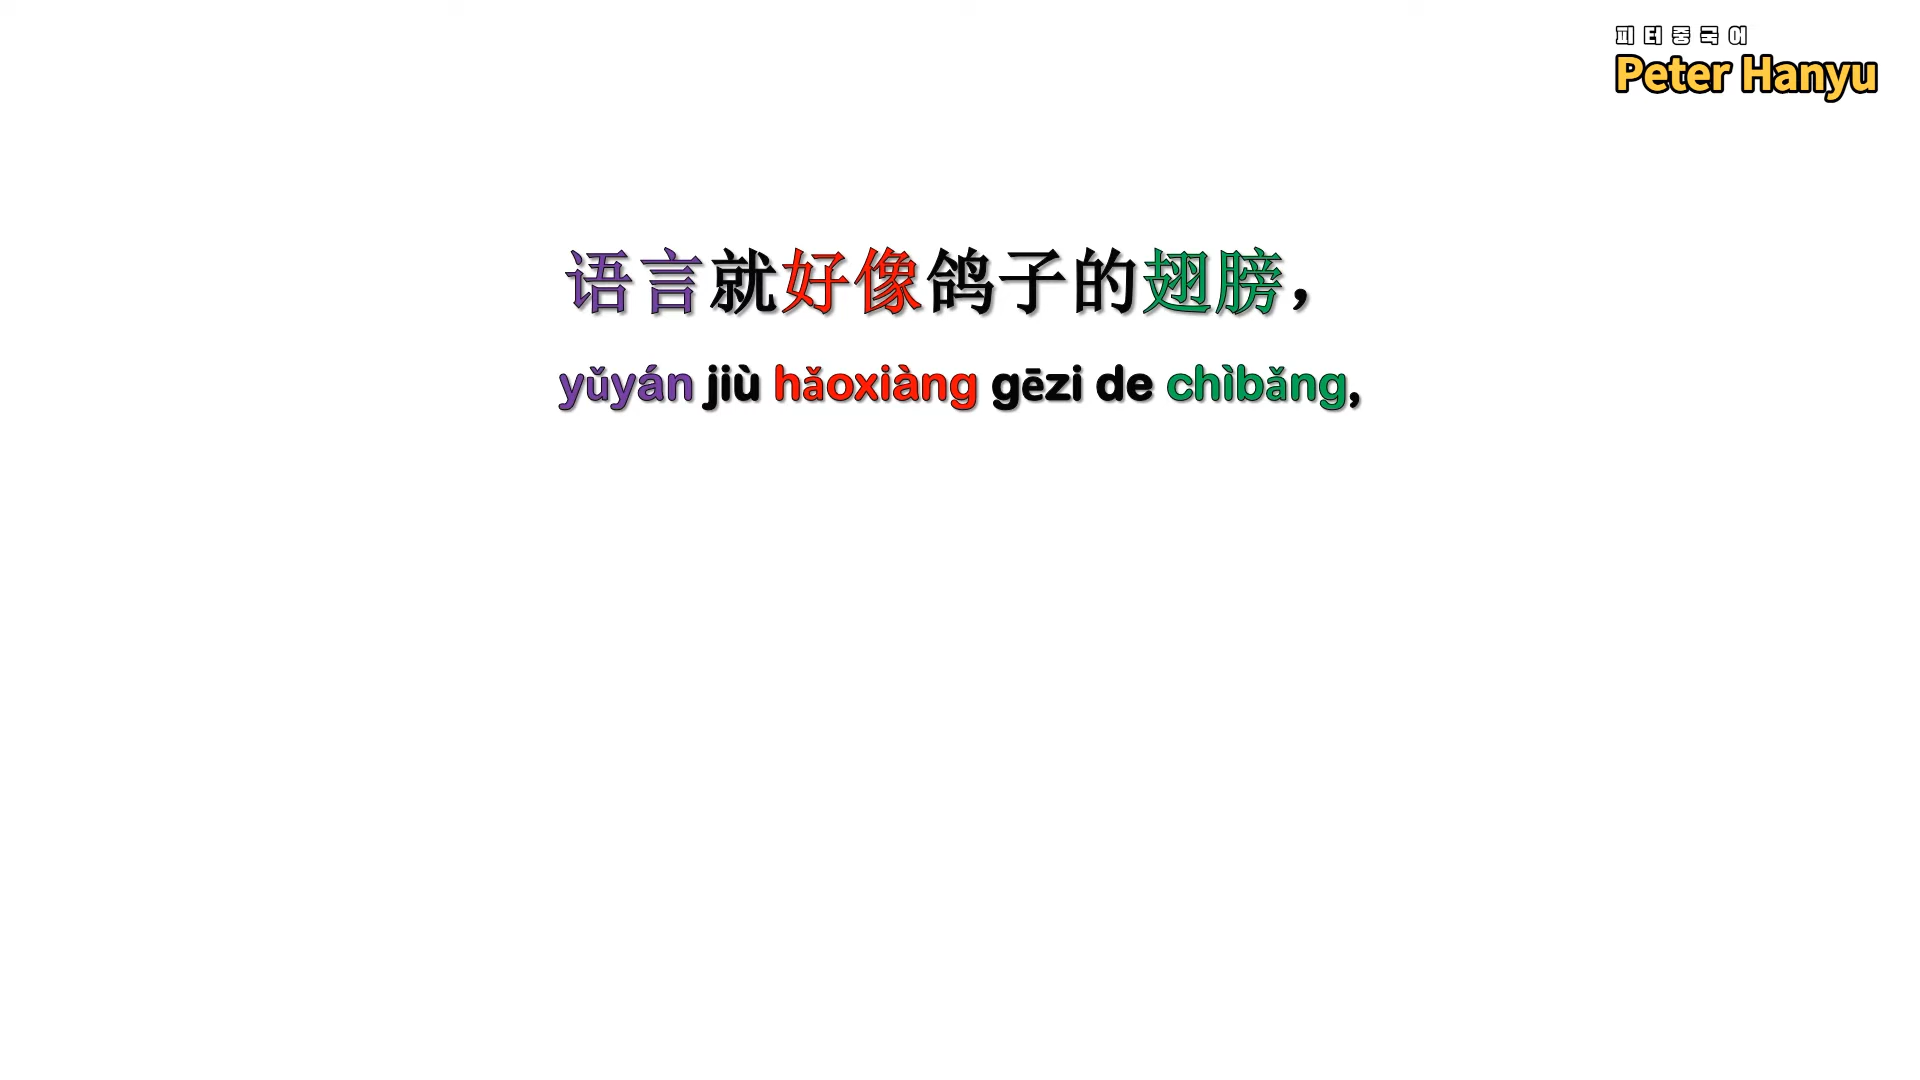 피터중국어
Peter Hanyu
语言就好像鸽子的翅膀，
yǔyán jiù hǎoxiàng gēzi de chìbǎng,